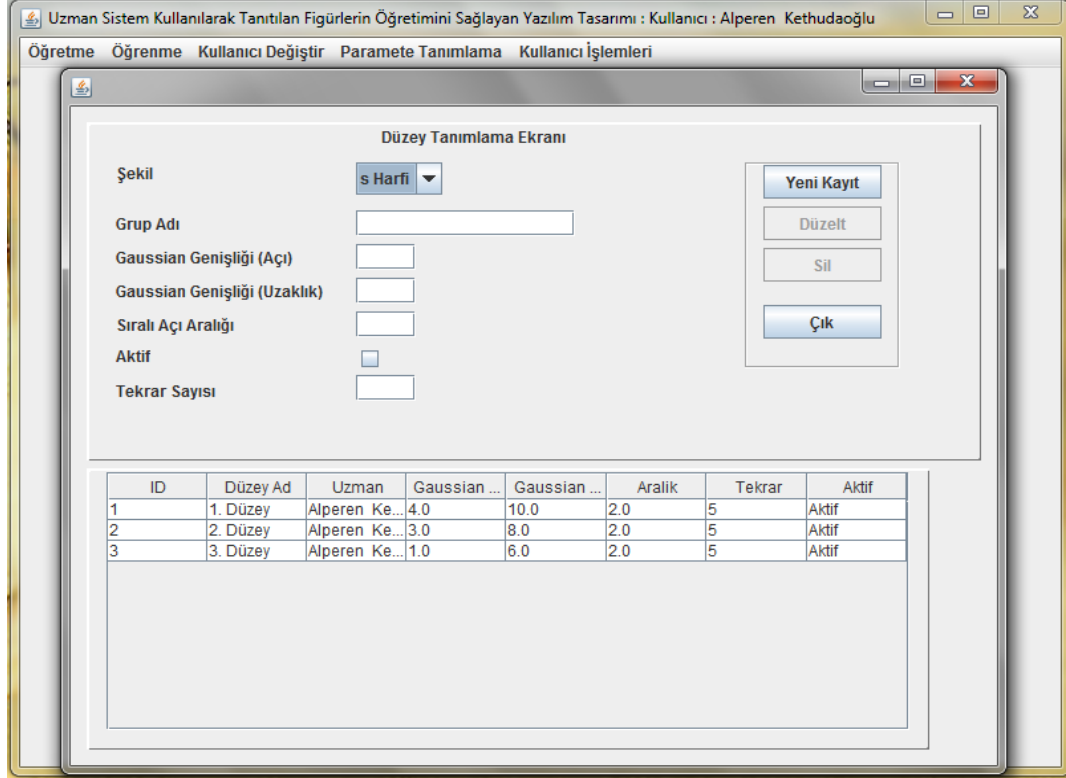 Uzman Sistem Kullanılarak Tanıtılan Figürlerin Öğretimini Sağlayan Yazılım Tasarımı : Kullanıcı : Alperen Kethudaoğlu
Öğretme Öğrenme Kullanıcı Değiştir Paramete Tanımlama Kullanıcı İşlemleri
Düzey Tanımlama Ekranı
Şekil s Harfi Yeni Kayıt
Grup Adı Düzelt
Gaussian Genişliği (Açı) Sil
Gaussian Genişliği (Uzaklık)
Sıralı Açı Aralığı Çık
Aktif
Tekrar Sayısı
ID Düzey Ad Uzman Gaussian ... Gaussian ... Aralik Tekrar Aktif
1 1. Düzey Alperen Ke... 4.0 10.0 2.0 5 Aktif
2 2. Düzey Alperen Ke... 3.0 8.0 2.0 5 Aktif
3 3. Düzey Alperen Ke... 1.0 6.0 2.0 5 Aktif